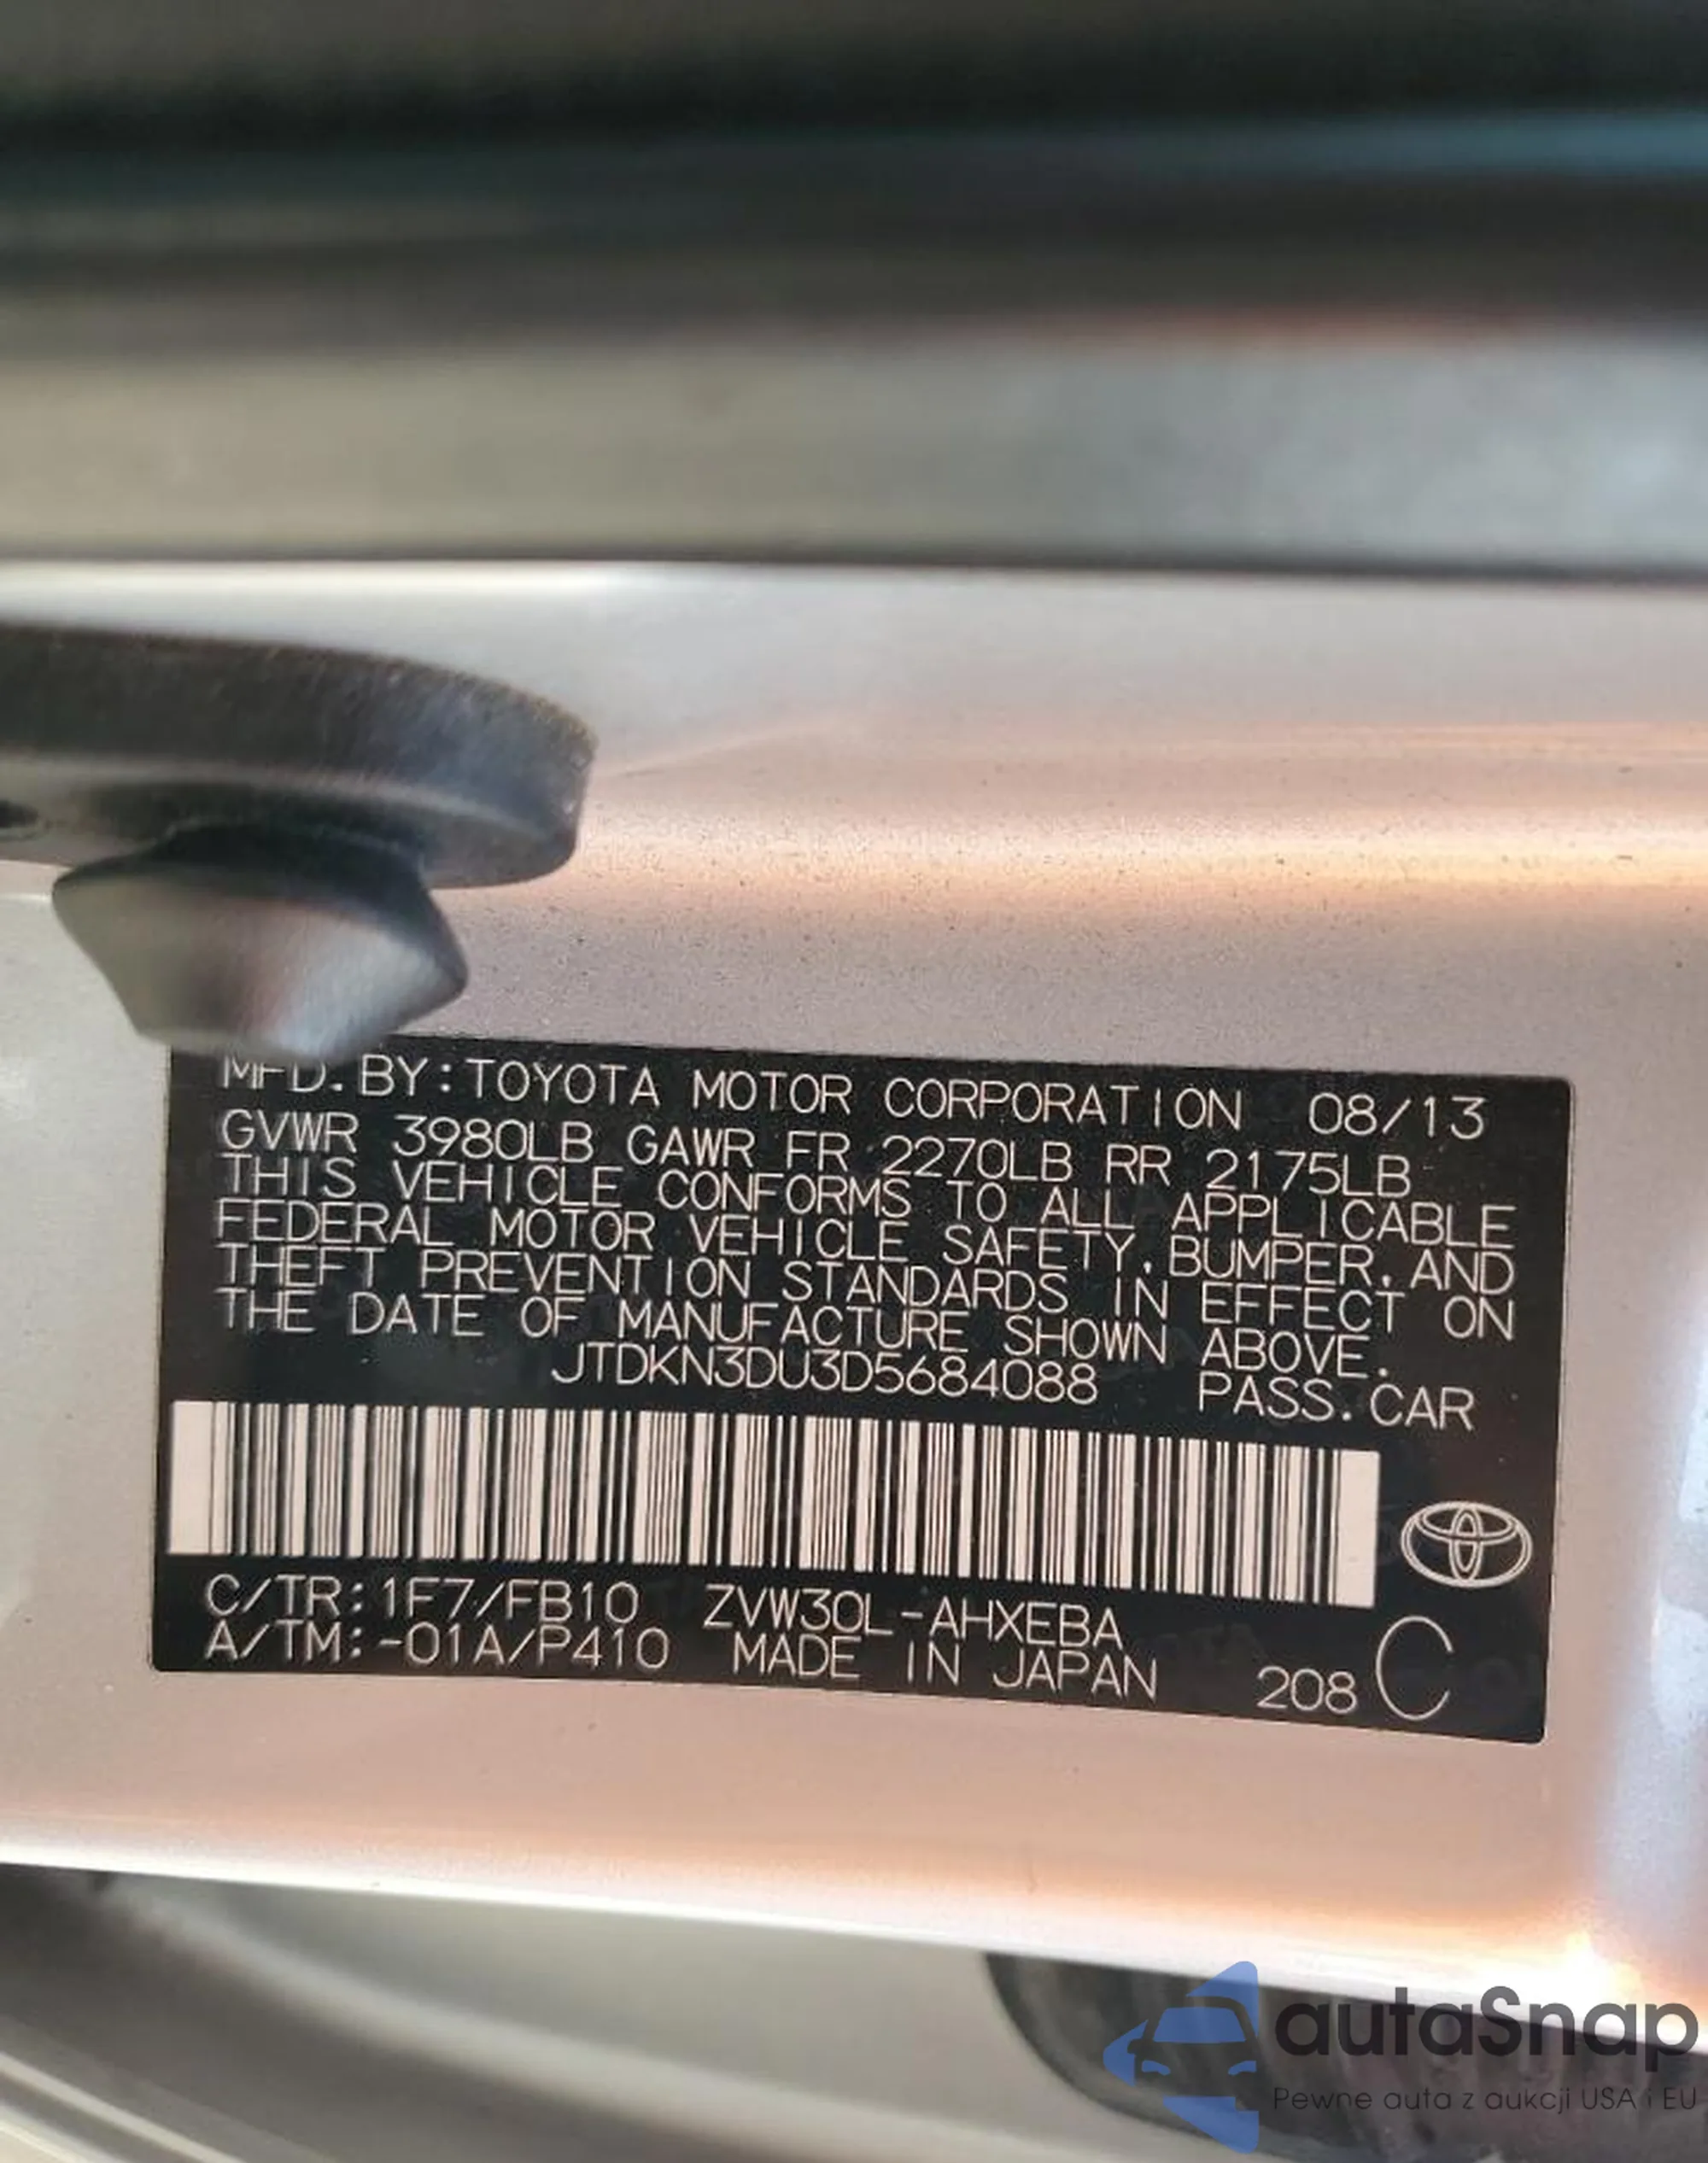 MFD. BY: TOYOTA MOTOR CORPORATION 08/13
GVWR 3980LB GAWR FR 2270LB RR 2175LB
THIS VEHICLE CONFORMS TO ALL APPLICABLE
FEDERAL MOTOR VEHICLE SAFETY, BUMPER, AND
THEFT PREVENTION STANDARDS IN EFFECT ON
THE DATE OF MANUFACTURE SHOWN ABOVE.
JTDKN3DU3D5684088 PASS. CAR
C/TR: 1F7/FB10 ZVW30L-AHXEBA
A/TM: -01A/P410 MADE IN JAPAN 208 C
autaSnap
Pewne auta z aukcji USA i EU